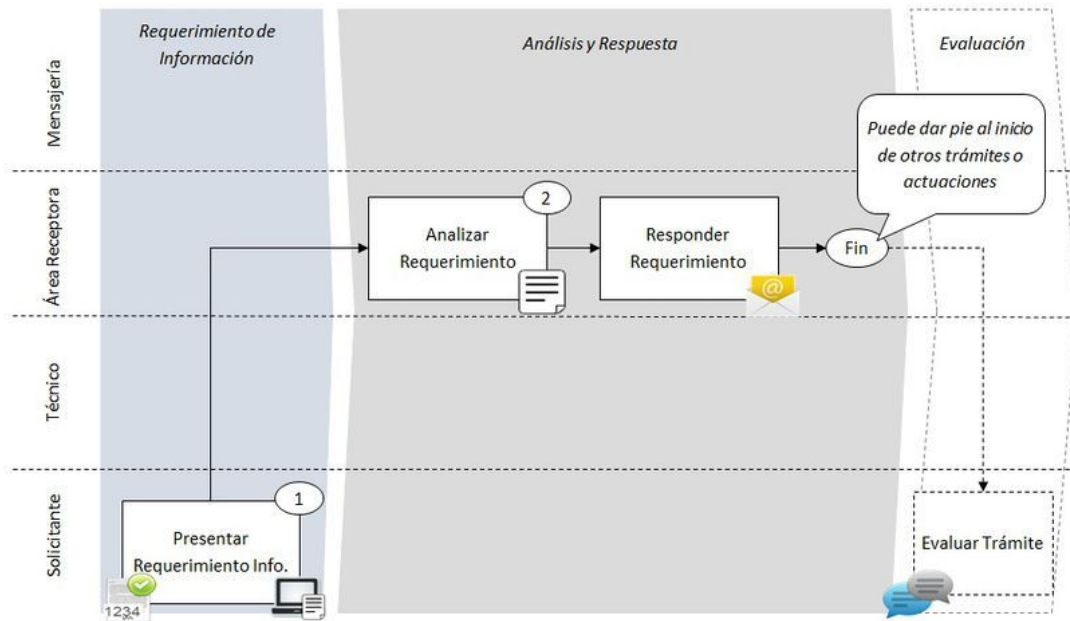 Requerimiento de
Información
Análisis y Respuesta
Evaluación
Mensajería
Puede dar pie al inicio
de otros trámites o
actuaciones
Área Receptora
2
Analizar
Requerimiento
Responder
Requerimiento
@
Fin
Técnico
Solicitante
1
Presentar
Requerimiento Info.
1234
Evaluar Trámite